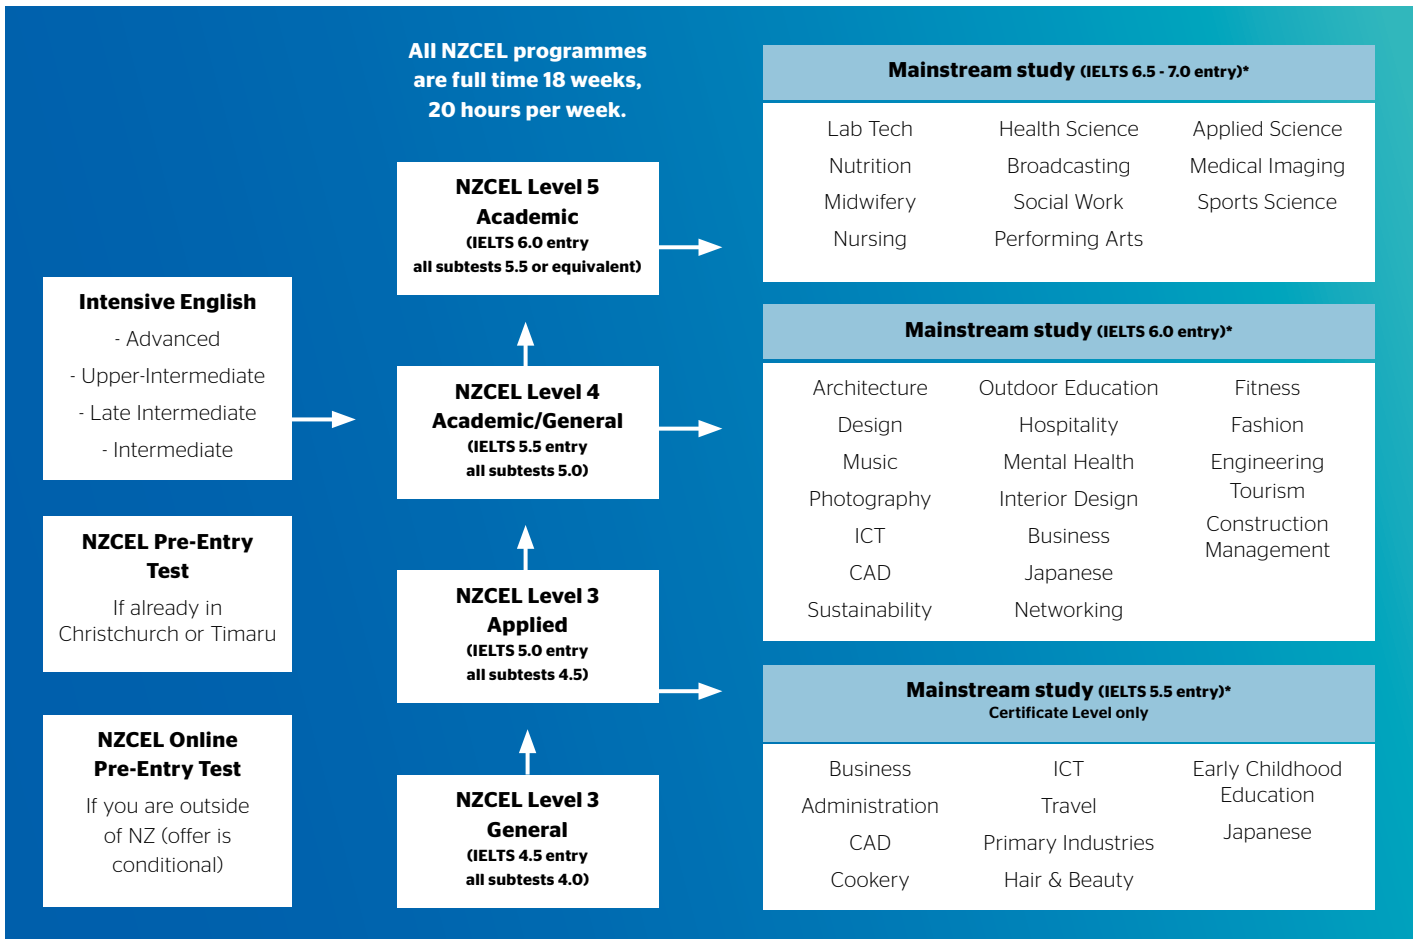 All NZCEL programmes
are full time 18 weeks,
20 hours per week.
Intensive English
- Advanced
- Upper-Intermediate
- Late Intermediate
- Intermediate
NZCEL Pre-Entry
Test
If already in
Christchurch or Timaru
NZCEL Online
Pre-Entry Test
If you are outside
of NZ (offer is
conditional)
NZCEL Level 5
Academic
(IELTS 6.0 entry
all subtests 5.5 or equivalent)
NZCEL Level 4
Academic/General
(IELTS 5.5 entry
all subtests 5.0)
NZCEL Level 3
Applied
(IELTS 5.0 entry
all subtests 4.5)
NZCEL Level 3
General
(IELTS 4.5 entry
all subtests 4.0)
Mainstream study (IELTS 6.5 - 7.0 entry)*
Lab Tech
Nutrition
Midwifery
Nursing
Health Science
Broadcasting
Social Work
Performing Arts
Applied Science
Medical Imaging
Sports Science
Mainstream study (IELTS 6.0 entry)*
Architecture
Design
Music
Photography
ICT
CAD
Sustainability
Outdoor Education
Hospitality
Mental Health
Interior Design
Business
Japanese
Networking
Fitness
Fashion
Engineering
Tourism
Construction
Management
Mainstream study (IELTS 5.5 entry)*
Certificate Level only
Business
Administration
CAD
Cookery
ICT
Travel
Primary Industries
Hair & Beauty
Early Childhood
Education
Japanese